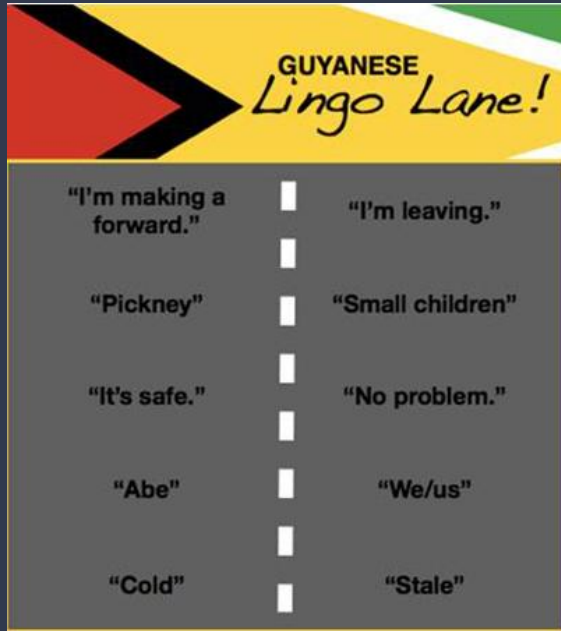 GUYANESE
Lingo Lane!
“I’m making a
forward.”
“I’m leaving.”
“Pickney”
“Small children”
“It’s safe.”
“No problem.”
“Abe”
“We/us”
“Cold”
“Stale”